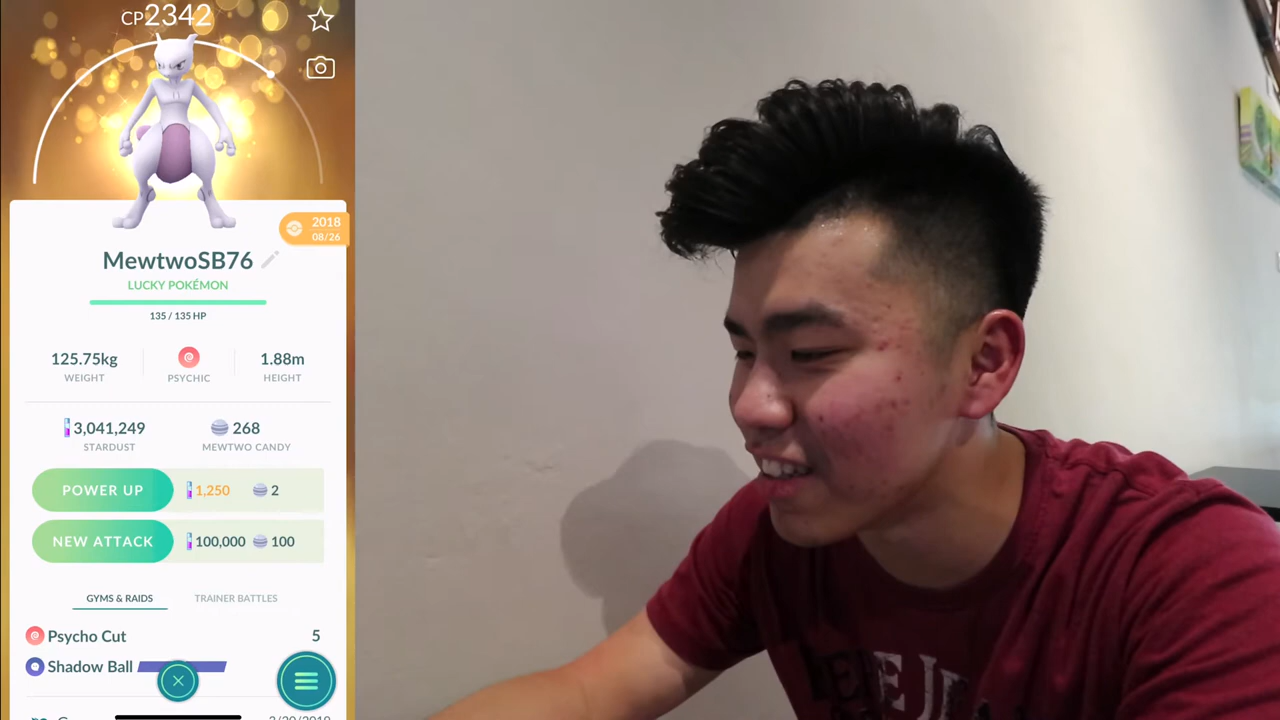 CP2342
2018
08/26
MewtwoSB76
LUCKY POKÉMON
135 / 135 HP
125.75kg
WEIGHT
PSYCHIC
1.88m
HEIGHT
3,041,249
STARDUST
268
MEWTWO CANDY
POWER UP 1,250 2
NEW ATTACK 100,000 100
GYMS & RAIDS TRAINER BATTLES
Psycho Cut 5
Shadow Ball